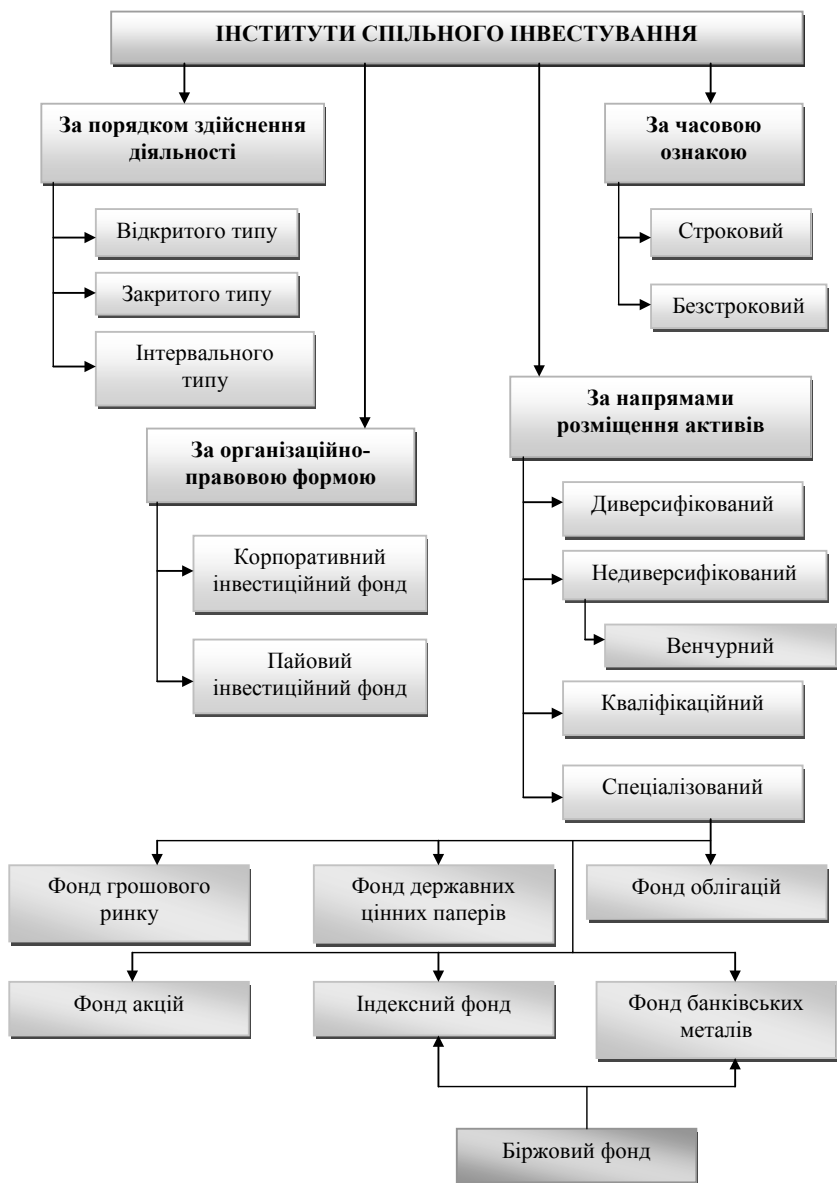 ІНСТИТУТИ СПІЛЬНОГО ІНВЕСТУВАННЯ
За порядком здійснення
діяльності
Відкритого типу
Закритого типу
Інтервального
типу
За організаційно-
правовою формою
Корпоративний
інвестиційний фонд
Пайовий
інвестиційний фонд
За часовою
ознакою
Строковий
Безстроковий
За напрямами
розміщення активів
Диверсифікований
Недиверсифікований
Венчурний
Кваліфікаційний
Спеціалізований
Фонд грошового
ринку
Фонд державних
цінних паперів
Фонд облігацій
Фонд акцій
Індексний фонд
Фонд банківських
металів
Біржовий фонд